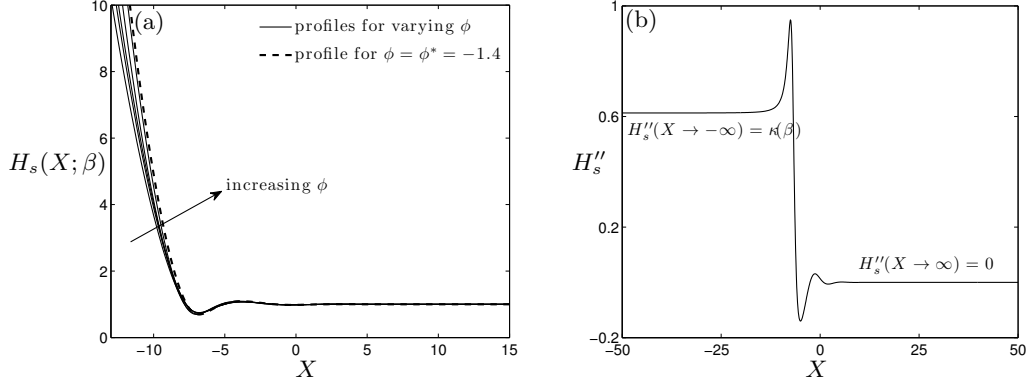 (a)
profiles for varying ϕ
profile for ϕ = ϕ* = −1.4
increasing ϕ
H_s(X; β)
10
8
6
4
2
0
−10
−5
0
5
10
15
X
(b)
H_s''(X → −∞) = κ(β)
H_s''(X → ∞) = 0
H_s''
1
0.6
0.2
-0.2
-50
-25
0
25
50
X